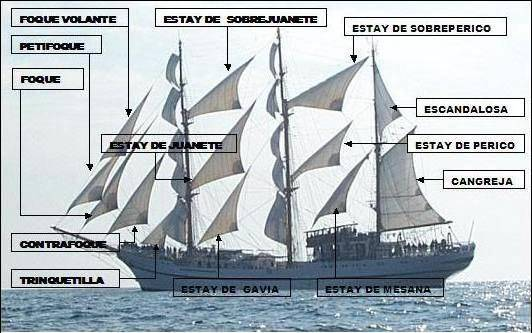 FOQUE VOLANTE
ESTAY DE SOBREJUANETE
ESTAY DE SOBREPERICO
PETIFOQUE
FOQUE
ESCANDALOSA
ESTAY DE JUANETE
ESTAY DE PERICO
CANGREJA
CONTRAFOQUE
TRINQUETILLA
ESTAY DE GAVIA
ESTAY DE MESANA